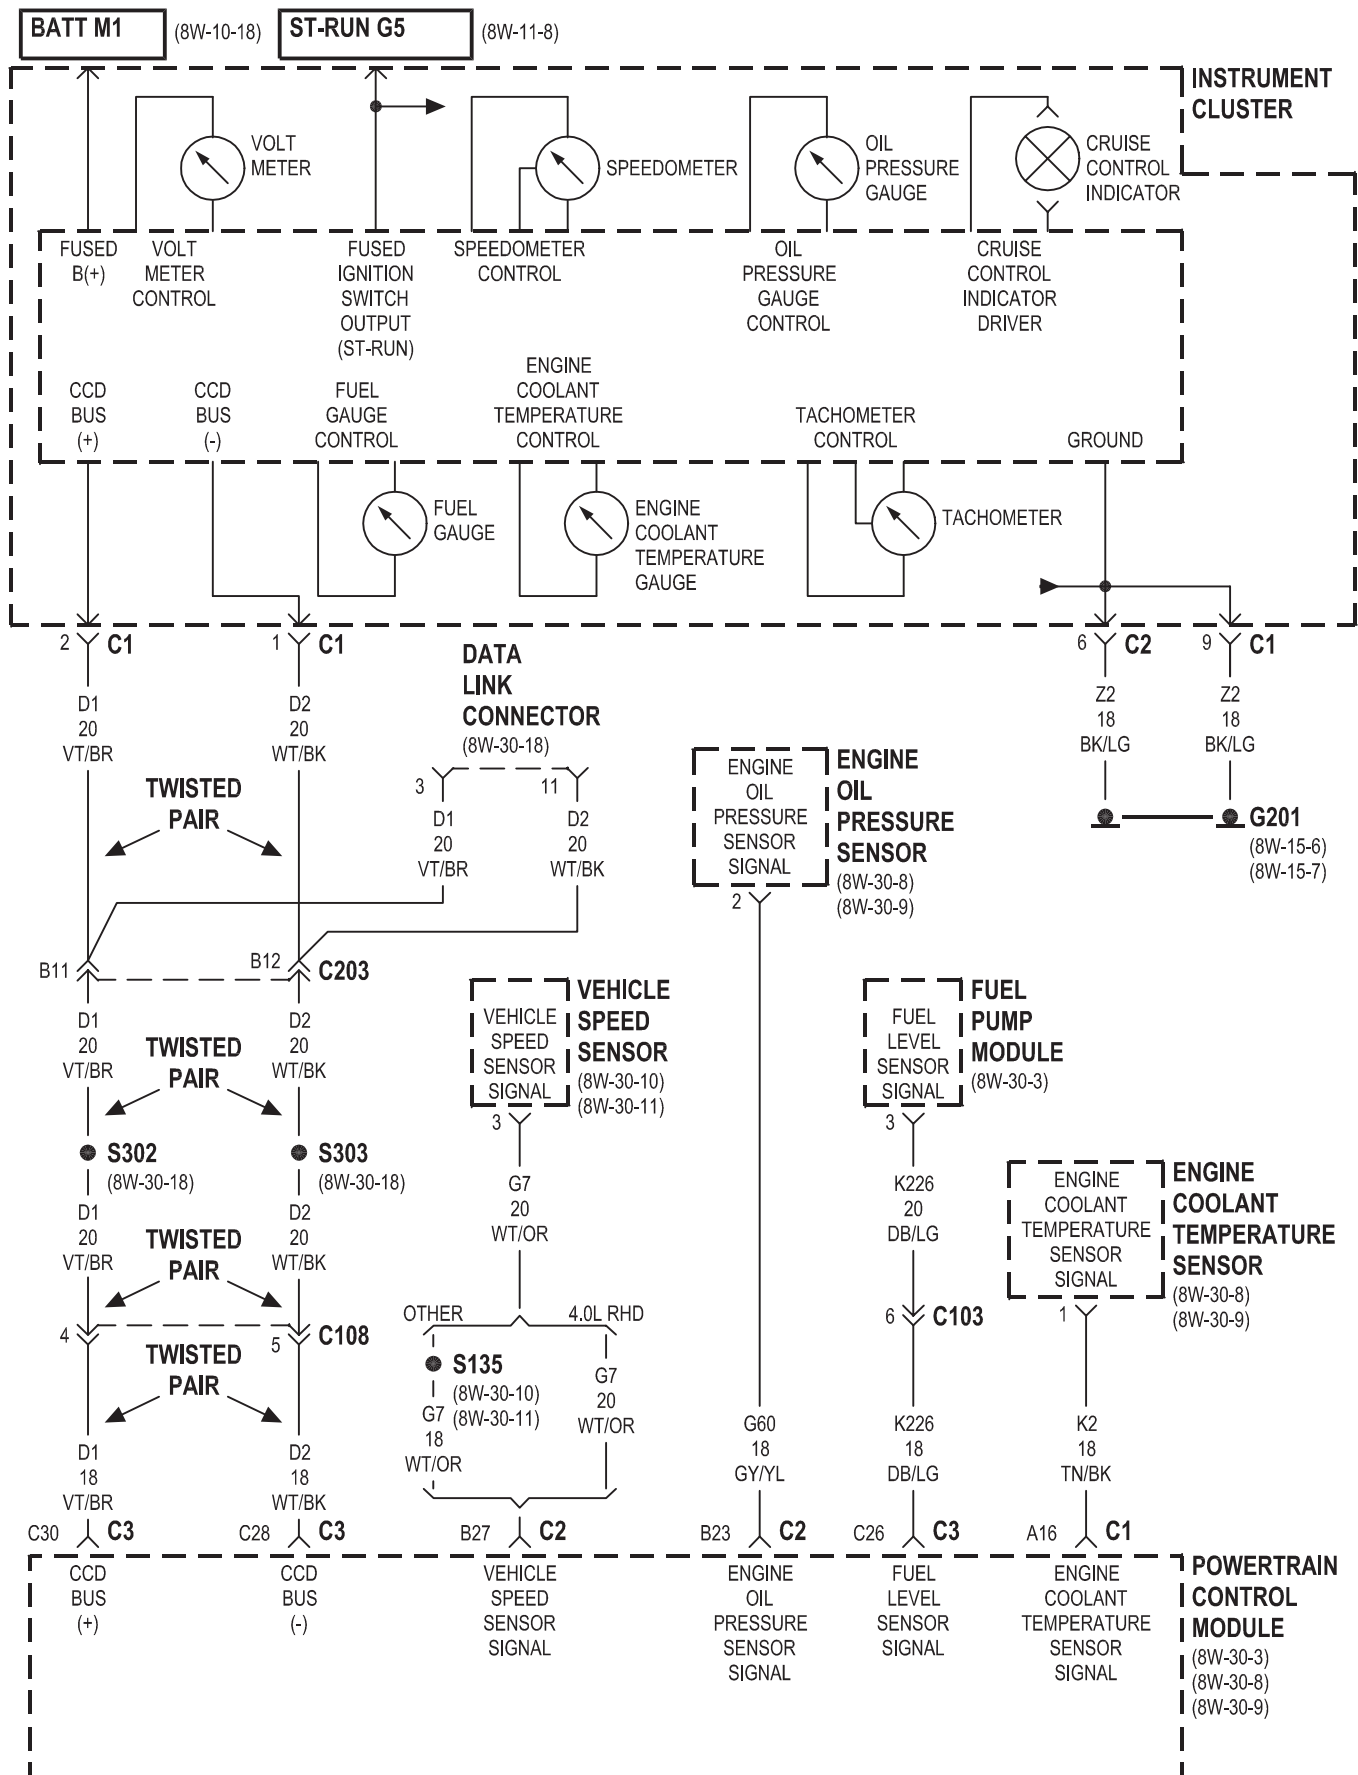 BATT M1
(8W-10-18)
ST-RUN G5
(8W-11-8)
INSTRUMENT
CLUSTER
VOLT
METER
SPEEDOMETER
OIL
PRESSURE
GAUGE
CRUISE
CONTROL
INDICATOR
FUSED
B(+)
VOLT
METER
CONTROL
FUSED
IGNITION
SWITCH
OUTPUT
(ST-RUN)
SPEEDOMETER
CONTROL
OIL
PRESSURE
GAUGE
CONTROL
CRUISE
CONTROL
INDICATOR
DRIVER
CCD
BUS
(+)
CCD
BUS
(-)
FUEL
GAUGE
CONTROL
ENGINE
COOLANT
TEMPERATURE
CONTROL
TACHOMETER
CONTROL
GROUND
FUEL
GAUGE
ENGINE
COOLANT
TEMPERATURE
GAUGE
TACHOMETER
2 C1
1 C1
6 C2
9 C1
D1
20
VT/BR
D2
20
WT/BK
DATA
LINK
CONNECTOR
(8W-30-18)
3
11
D1
20
VT/BR
D2
20
WT/BK
Z2
18
BK/LG
Z2
18
BK/LG
G201
(8W-15-6)
(8W-15-7)
TWISTED
PAIR
ENGINE
OIL
PRESSURE
SENSOR
SIGNAL
ENGINE
OIL
PRESSURE
SENSOR
(8W-30-8)
(8W-30-9)
2
B11
B12
C203
D1
20
VT/BR
D2
20
WT/BK
TWISTED
PAIR
VEHICLE
SPEED
SENSOR
SIGNAL
VEHICLE
SPEED
SENSOR
(8W-30-10)
(8W-30-11)
3
FUEL
LEVEL
SENSOR
SIGNAL
FUEL
PUMP
MODULE
(8W-30-3)
3
S302
(8W-30-18)
S303
(8W-30-18)
G7
20
WT/OR
K226
20
DB/LG
ENGINE
COOLANT
TEMPERATURE
SENSOR
SIGNAL
ENGINE
COOLANT
TEMPERATURE
SENSOR
(8W-30-8)
(8W-30-9)
1
D1
20
VT/BR
D2
20
WT/BK
TWISTED
PAIR
4
5
C108
OTHER
4.0L RHD
6 C103
TWISTED
PAIR
S135
(8W-30-10)
(8W-30-11)
G7
18
WT/OR
G7
20
WT/OR
D1
18
VT/BR
D2
18
WT/BK
G60
18
GY/YL
K226
18
DB/LG
K2
18
TN/BK
C30 C3
C28 C3
B27 C2
B23 C2
C26 C3
A16 C1
CCD
BUS
(+)
CCD
BUS
(-)
VEHICLE
SPEED
SENSOR
SIGNAL
ENGINE
OIL
PRESSURE
SENSOR
SIGNAL
FUEL
LEVEL
SENSOR
SIGNAL
ENGINE
COOLANT
TEMPERATURE
SENSOR
SIGNAL
POWERTRAIN
CONTROL
MODULE
(8W-30-3)
(8W-30-8)
(8W-30-9)